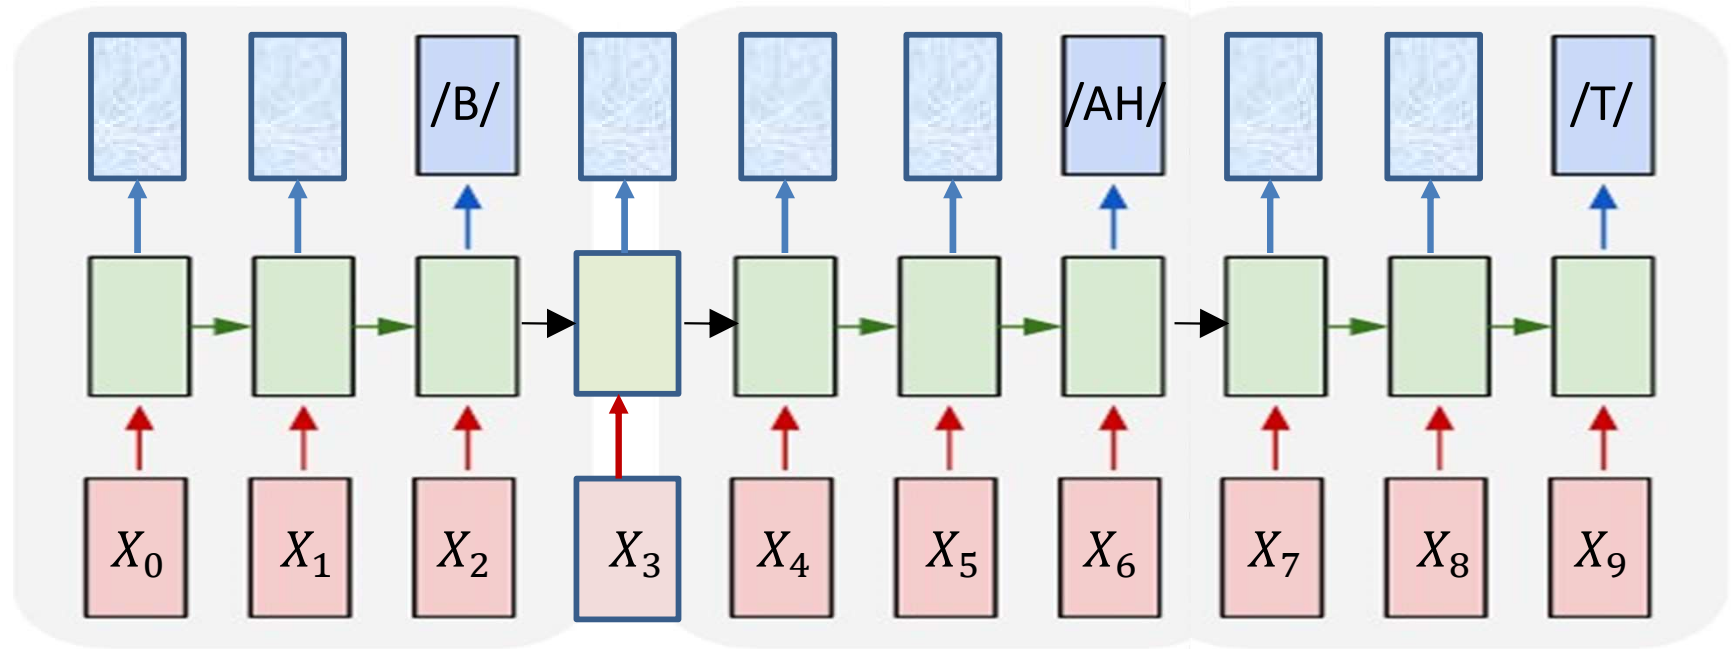 /B/ /AH/ /T/
X₀ X₁ X₂ X₃ X₄ X₅ X₆ X₇ X₈ X₉